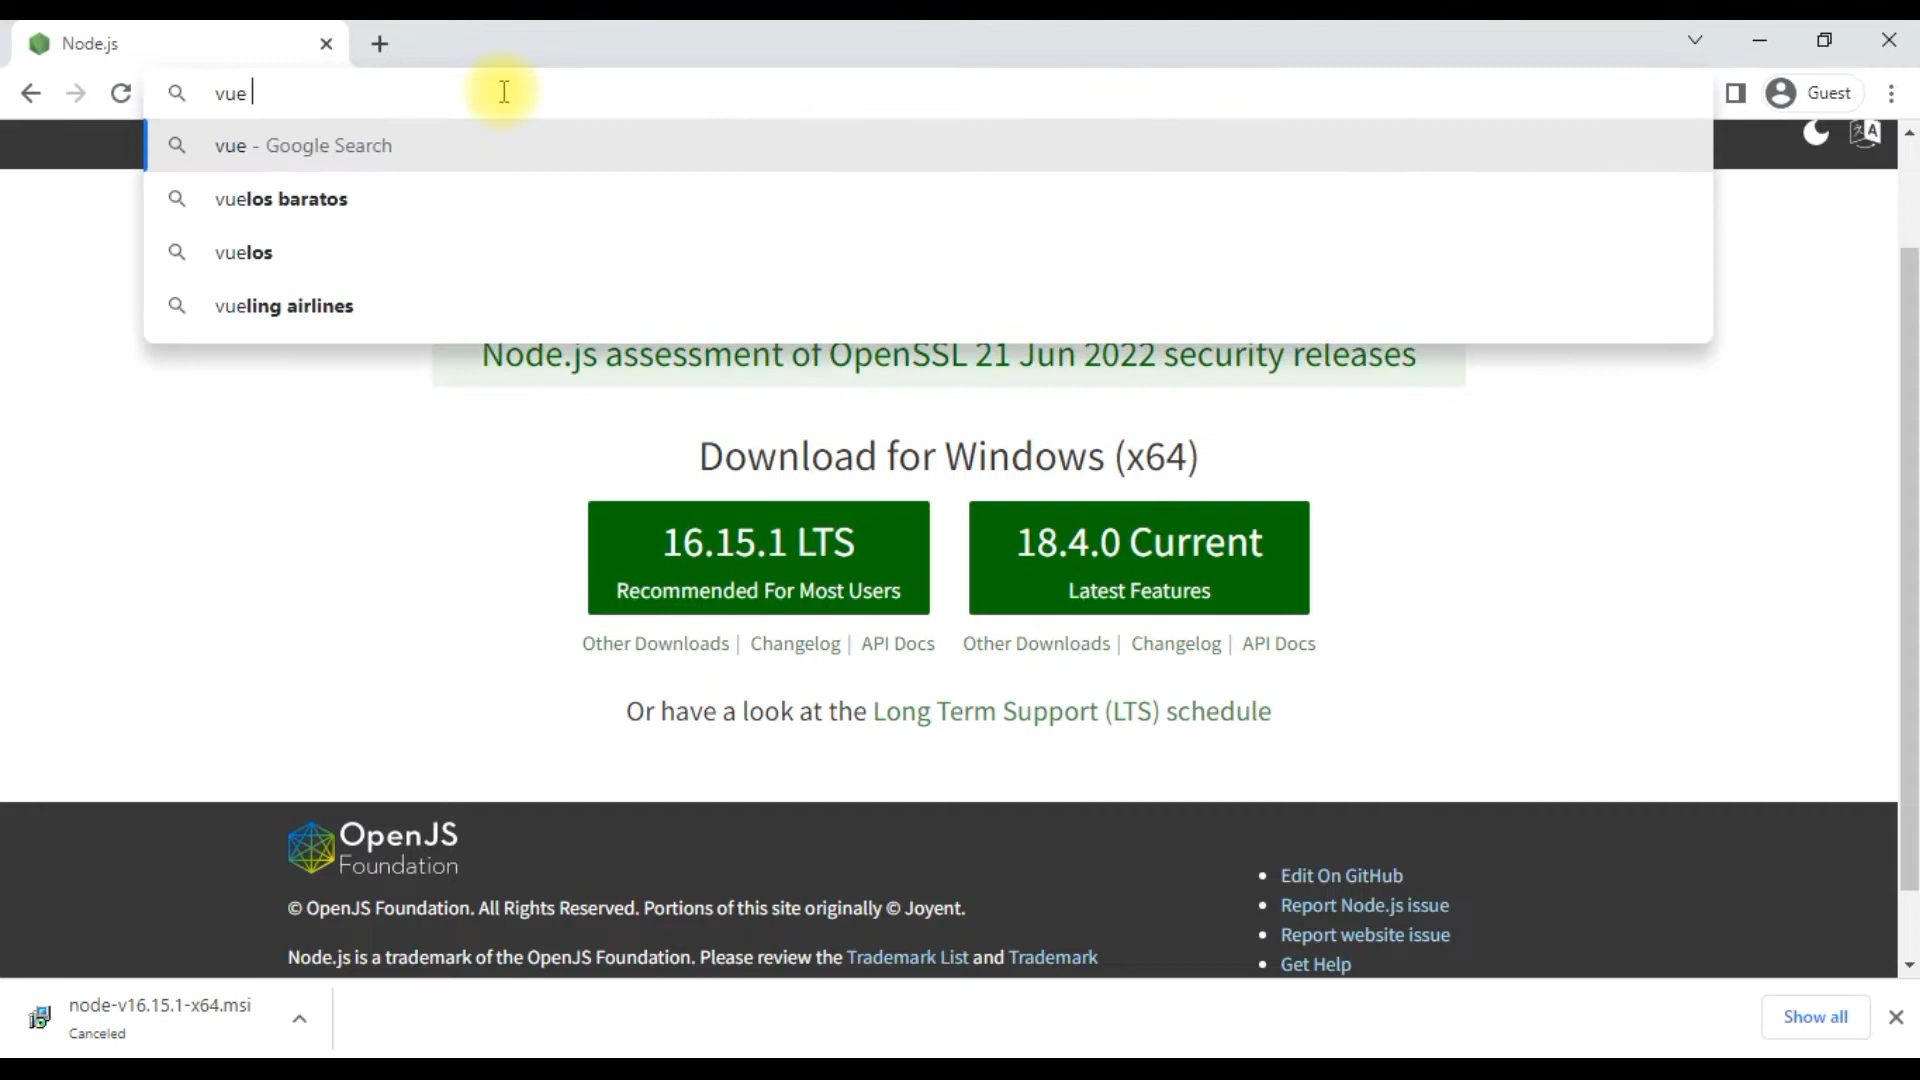 Node.js
vue
Guest
vue - Google Search
vuelos baratos
vuelos
vueling airlines
Node.js assessment of OpenSSL 21 Jun 2022 security releases
Download for Windows (x64)
16.15.1 LTS
Recommended For Most Users
18.4.0 Current
Latest Features
Other Downloads | Changelog | API Docs
Other Downloads | Changelog | API Docs
Or have a look at the Long Term Support (LTS) schedule
OpenJS
Foundation
© OpenJS Foundation. All Rights Reserved. Portions of this site originally © Joyent.
Node.js is a trademark of the OpenJS Foundation. Please review the Trademark List and Trademark
• Edit On GitHub
• Report Node.js issue
• Report website issue
• Get Help
node-v16.15.1-x64.msi
Canceled
Show all